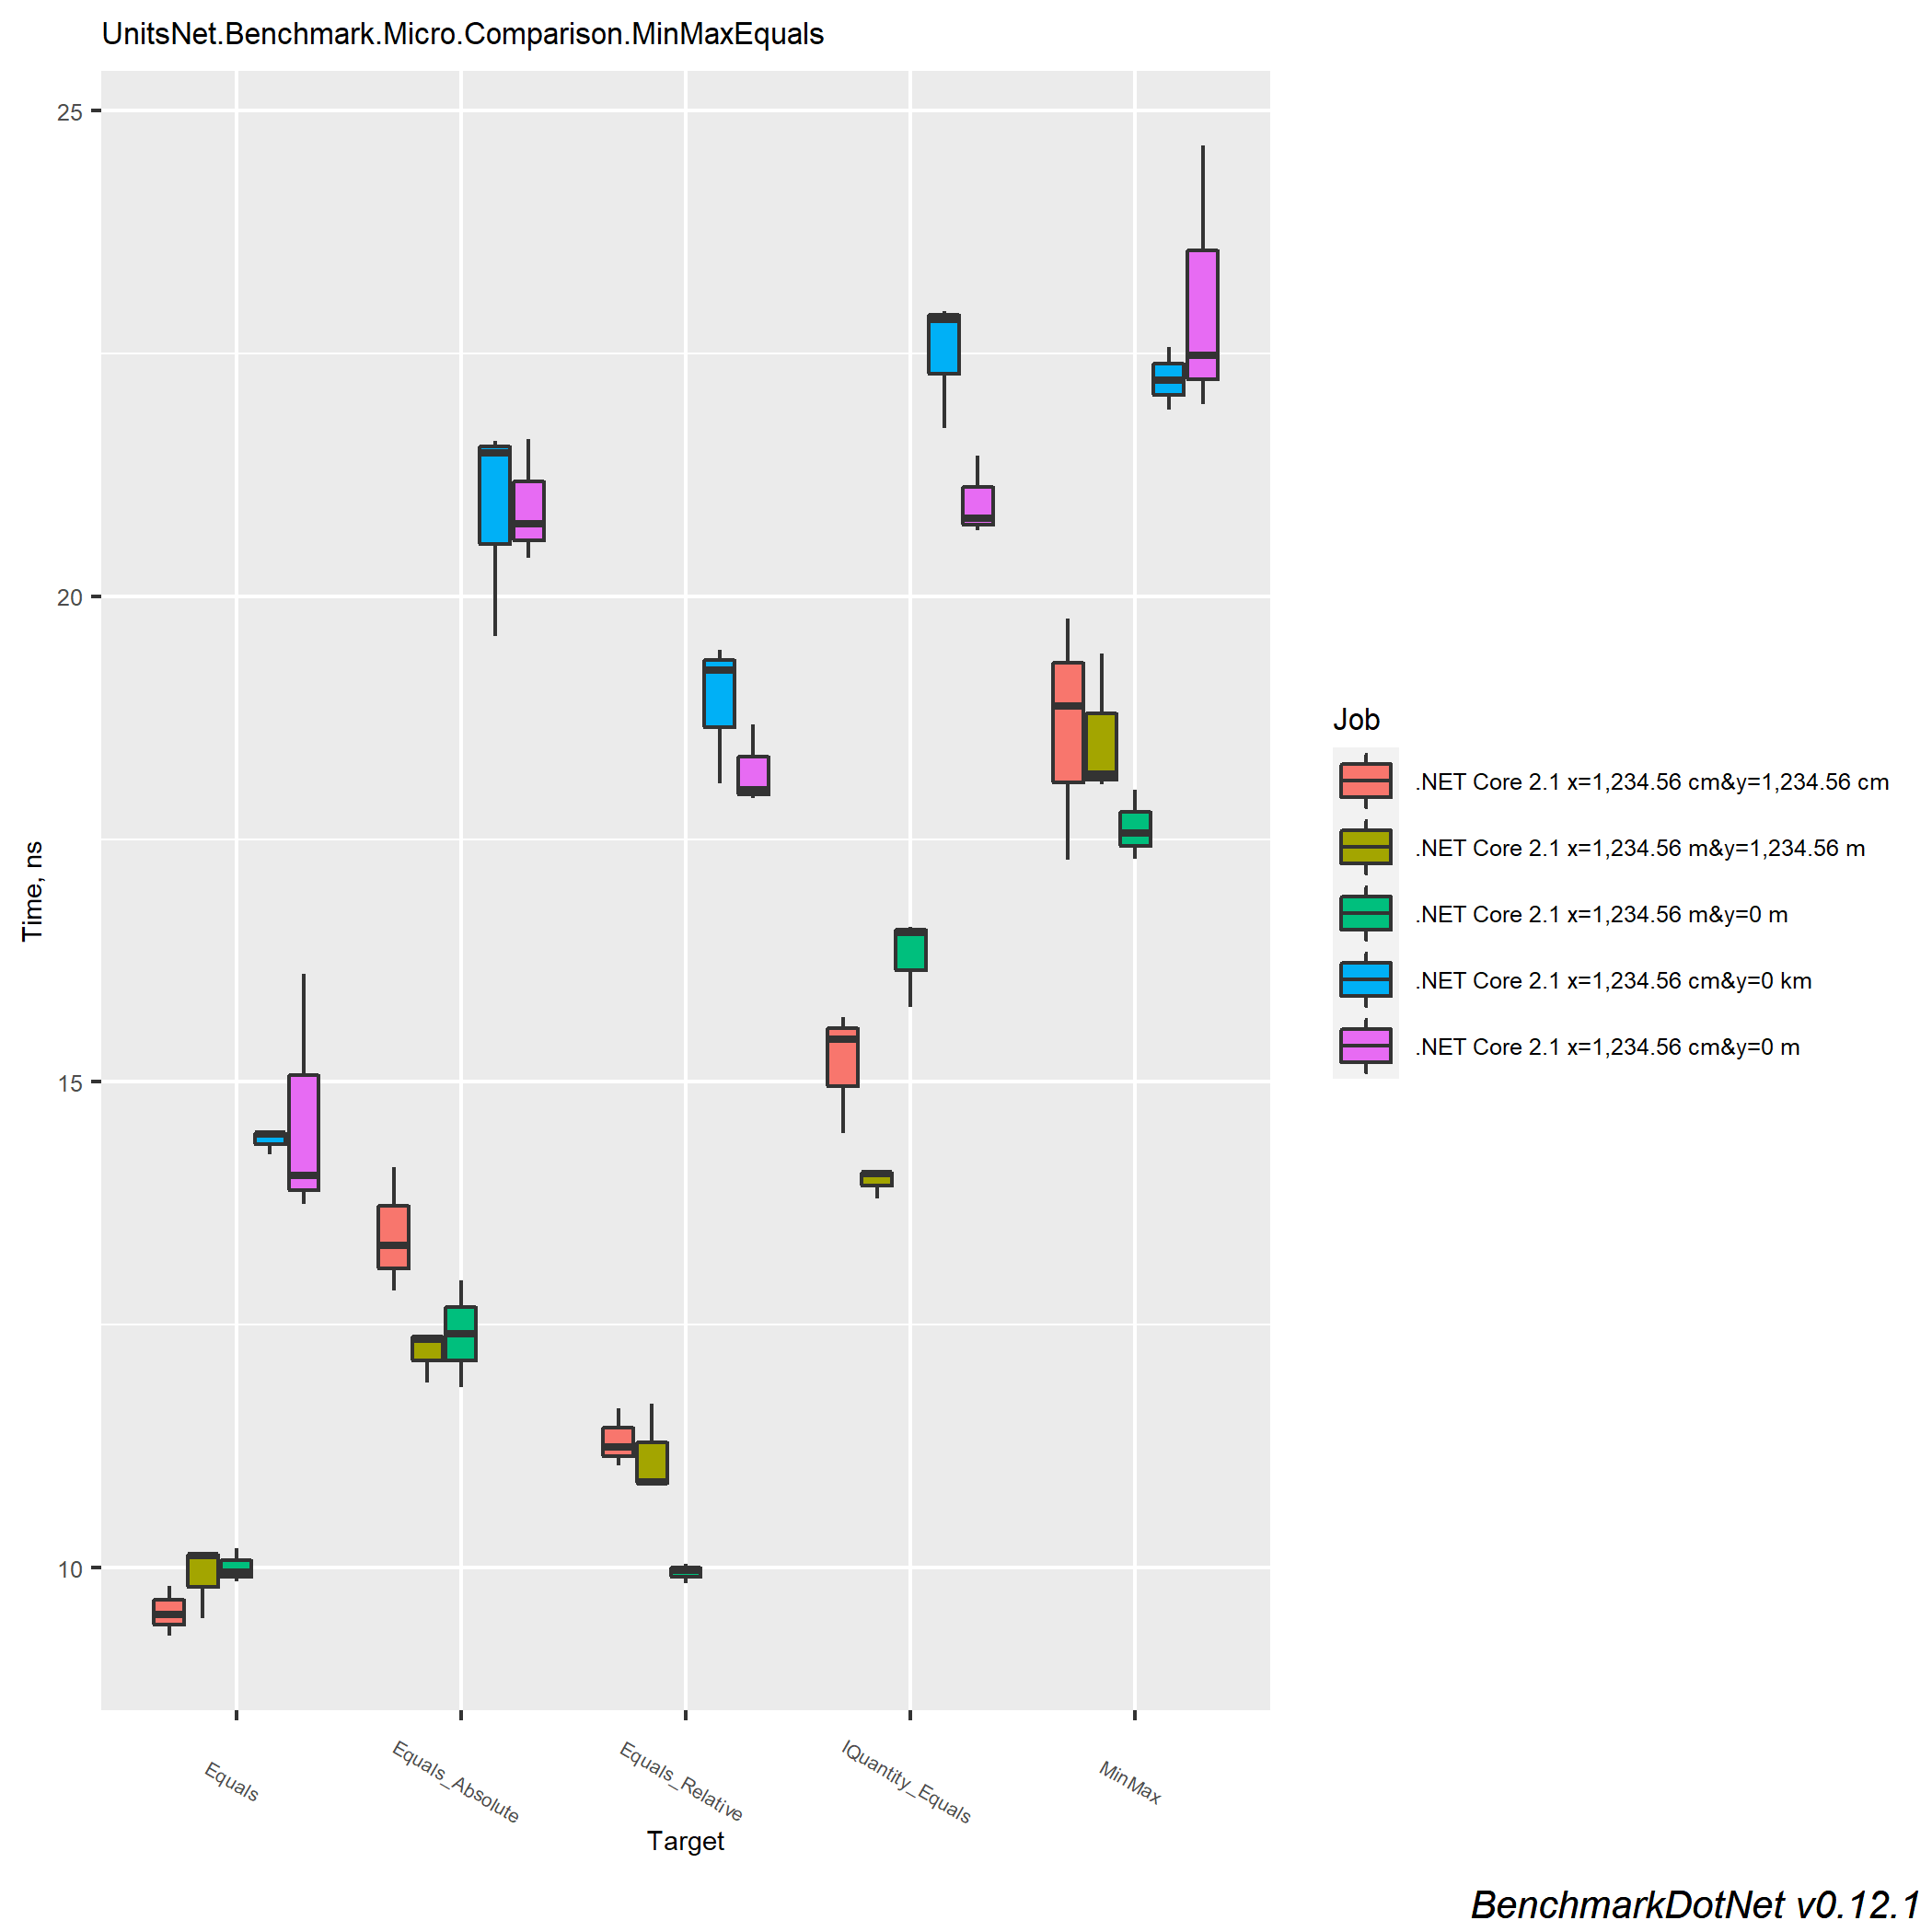 UnitsNet.Benchmark.Micro.Comparison.MinMaxEquals
25
20
15
10
Time, ns
Equals
Equals_Absolute
Equals_Relative
IQuantity_Equals
MinMax
Target
Job
.NET Core 2.1 x=1,234.56 cm&y=1,234.56 cm
.NET Core 2.1 x=1,234.56 m&y=1,234.56 m
.NET Core 2.1 x=1,234.56 m&y=0 m
.NET Core 2.1 x=1,234.56 cm&y=0 km
.NET Core 2.1 x=1,234.56 cm&y=0 m
BenchmarkDotNet v0.12.1